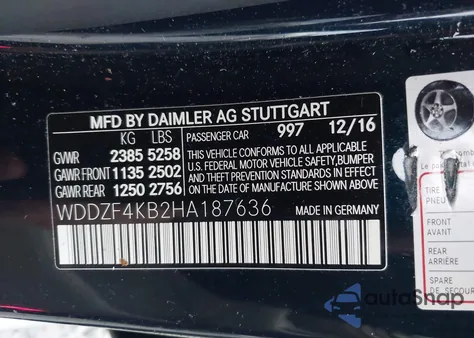 MFD BY DAIMLER AG STUTTGART
KG LBS
GVWR 2385 5258
GAWR FRONT 1135 2502
GAWR REAR 1250 2756
PASSENGER CAR 997 12/16
THIS VEHICLE CONFORMS TO ALL APPLICABLE
U.S. FEDERAL MOTOR VEHICLE SAFETY, BUMPER
AND THEFT PREVENTION STANDARDS IN
EFFECT ON THE DATE OF MANUFACTURE
SHOWN ABOVE
WDDZF4KB2HA187636 MADE IN GERMANY
TIRE
PNEU
FRONT
AVANT
REAR
ARRIÈRE
SPARE
DE SECOUR
autoSnap